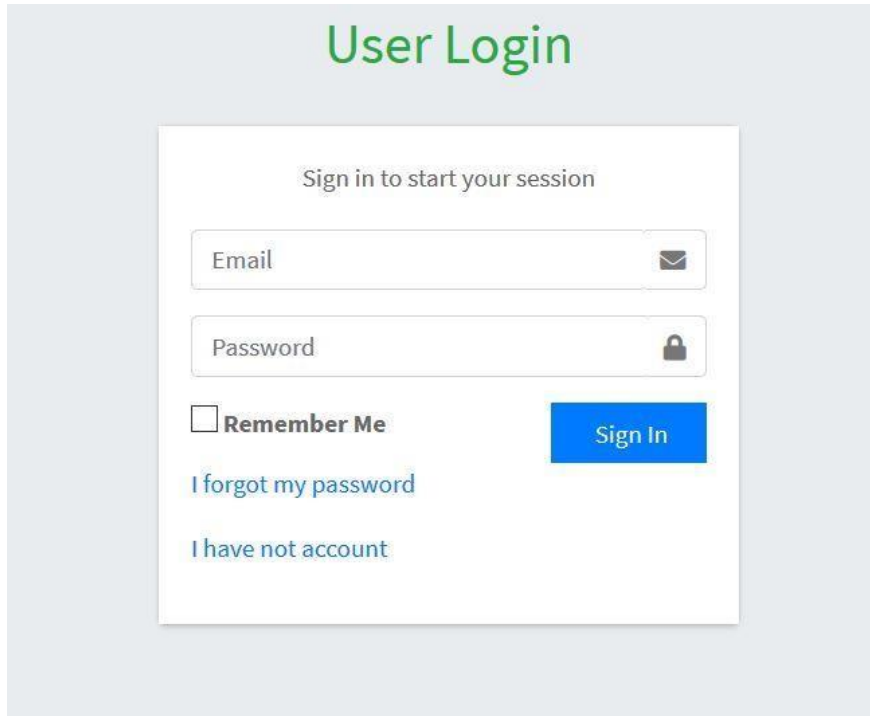 User Login
Sign in to start your session
Email
Password
Remember Me
Sign In
I forgot my password
I have not account